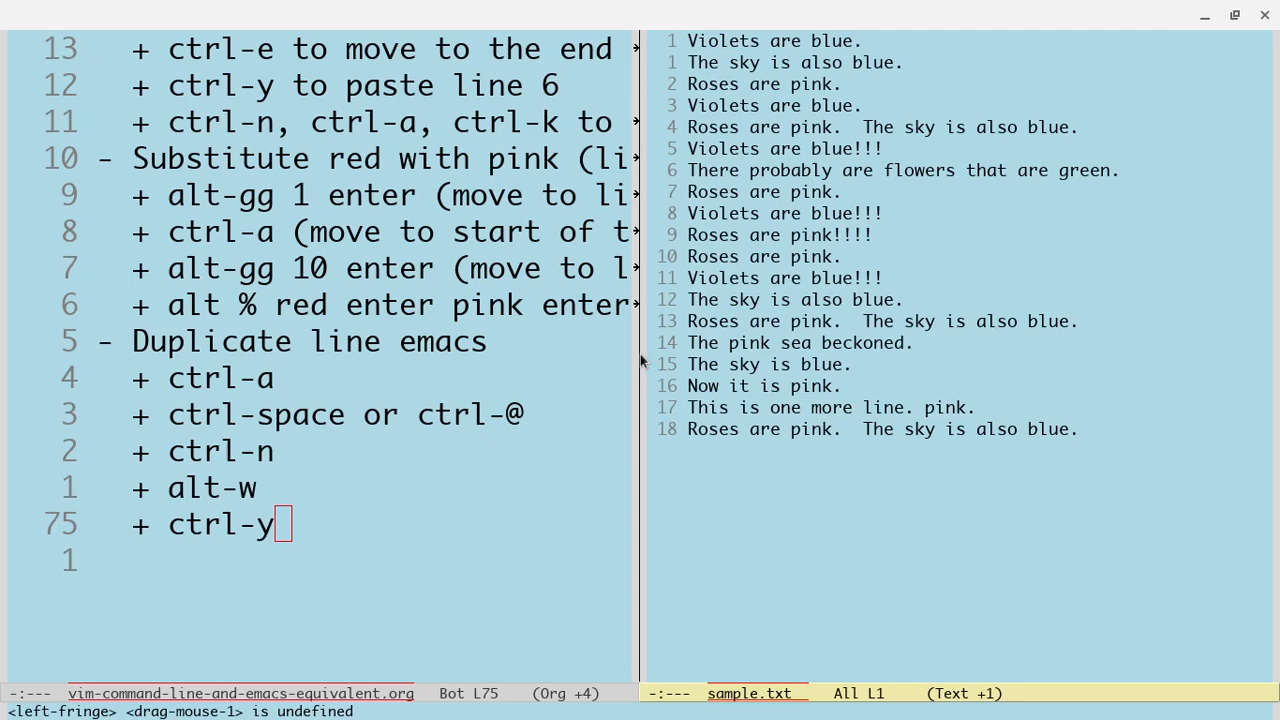 13 + ctrl-e to move to the end
12 + ctrl-y to paste line 6
11 + ctrl-n, ctrl-a, ctrl-k to
10 - Substitute red with pink (li
9 + alt-gg 1 enter (move to li
8 + ctrl-a (move to start of t
7 + alt-gg 10 enter (move to l
6 + alt % red enter pink enter
5 - Duplicate line emacs
4 + ctrl-a
3 + ctrl-space or ctrl-@
2 + ctrl-n
1 + alt-w
75 + ctrl-y
1
1 Violets are blue.
1 The sky is also blue.
2 Roses are pink.
3 Violets are blue.
4 Roses are pink.  The sky is also blue.
5 Violets are blue!!!
6 There probably are flowers that are green.
7 Roses are pink.
8 Violets are blue!!!
9 Roses are pink!!!!
10 Roses are pink.
11 Violets are blue!!!
12 The sky is also blue.
13 Roses are pink.  The sky is also blue.
14 The pink sea beckoned.
15 The sky is blue.
16 Now it is pink.
17 This is one more line. pink.
18 Roses are pink.  The sky is also blue.
-:--- vim-command-line-and-emacs-equivalent.org Bot L75 (Org +4)
-:--- sample.txt All L1 (Text +1)
<left-fringe> <drag-mouse-1> is undefined